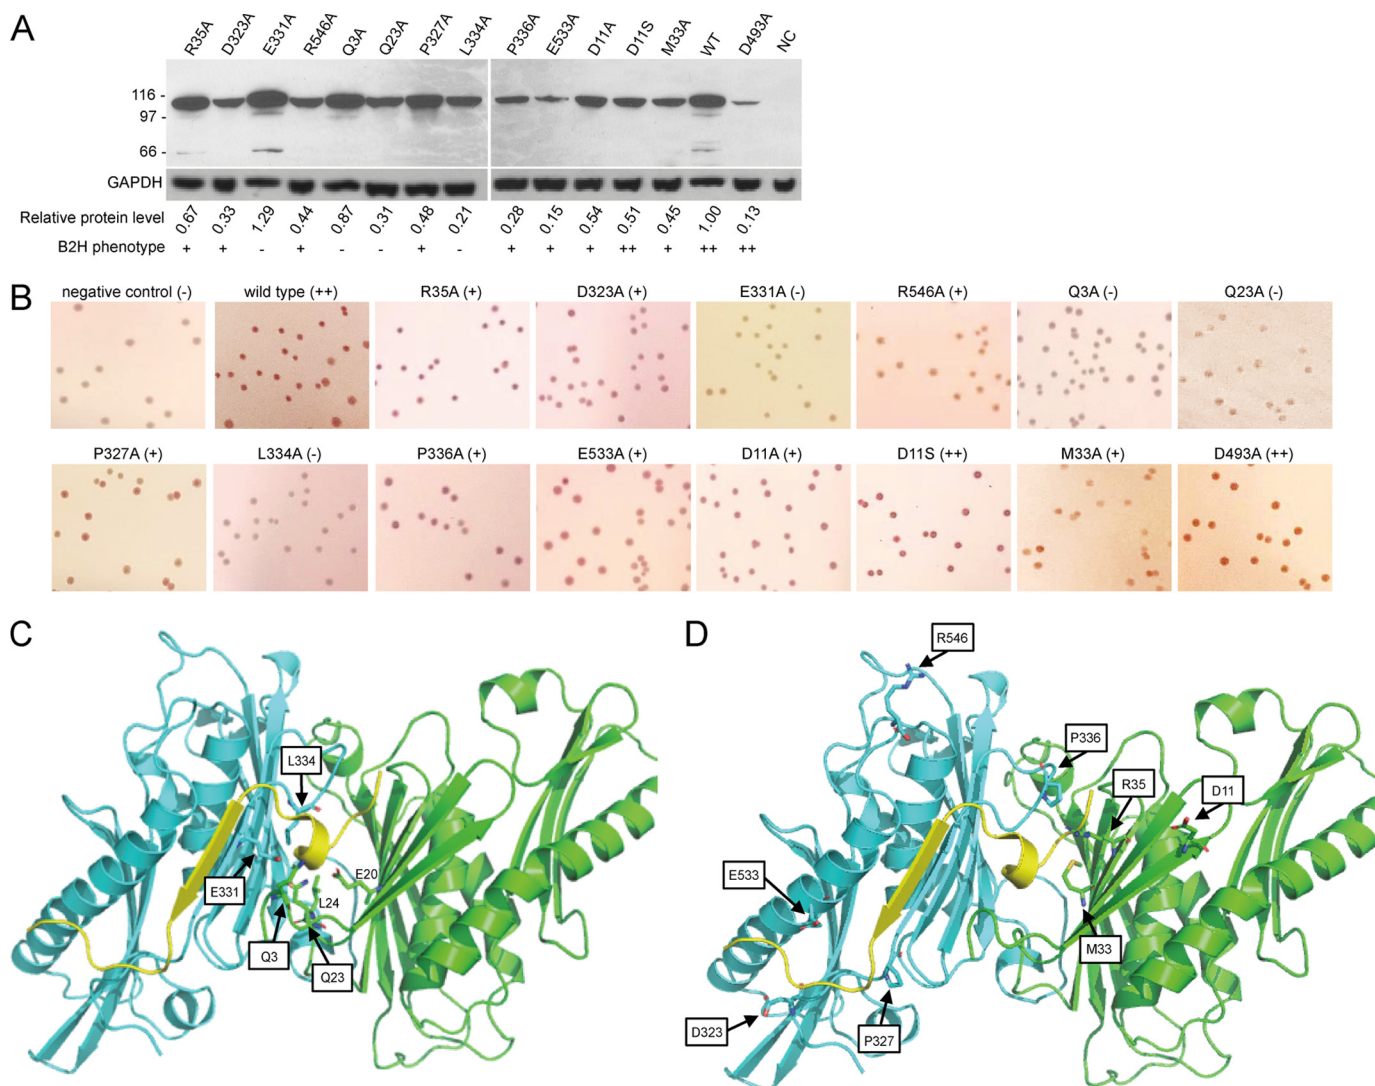 A
R35A D323A E331A R546A Q3A Q23A P327A L334A P336A E533A D11A D11S M33A WT D493A NC
116 -
97 -
66 -
GAPDH
Relative protein level 0.67 0.33 1.29 0.44 0.87 0.31 0.48 0.21 0.28 0.15 0.54 0.51 0.45 1.00 0.13
B2H phenotype + + - + - - + - + + + ++ + ++ ++
B
negative control (-) wild type (++) R35A (+) D323A (+) E331A (-) R546A (+) Q3A (-) Q23A (-)
P327A (+) L334A (-) P336A (+) E533A (+) D11A (+) D11S (++) M33A (+) D493A (++)
C
L334
E331
E20
L24
Q3
Q23
D
R546
P336
R35
D11
E533
M33
D323
P327